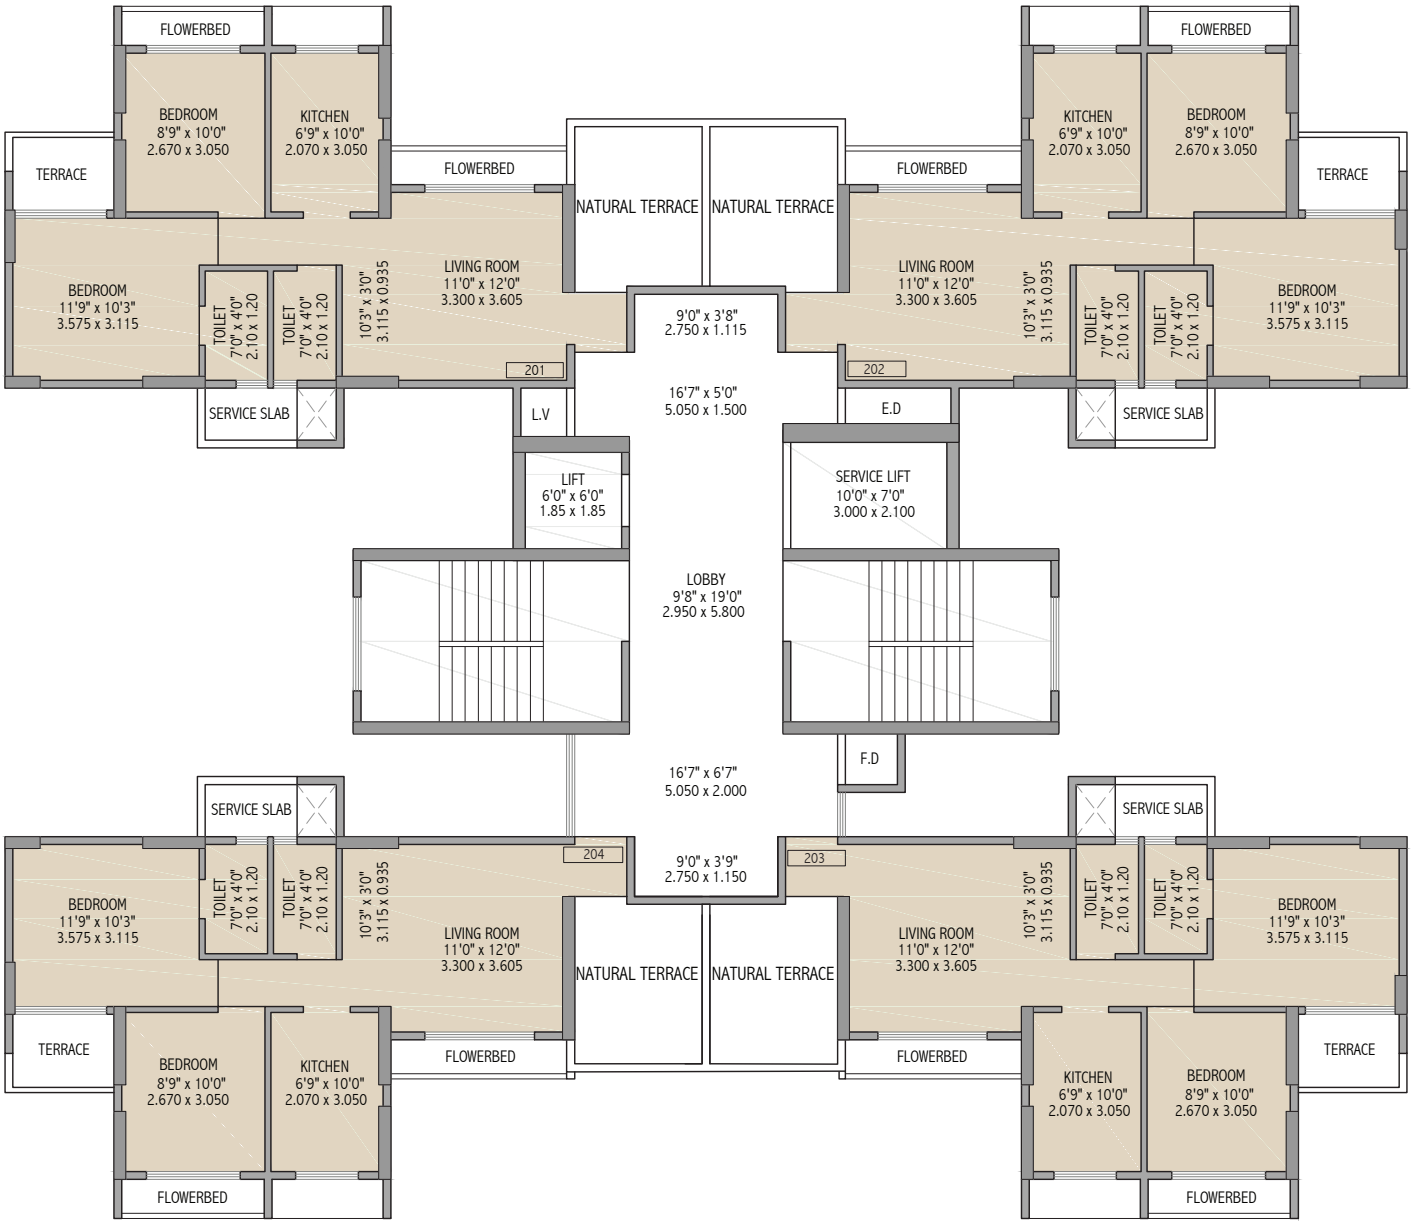 FLOWERBED
FLOWERBED
BEDROOM
8'9" x 10'0"
2.670 x 3.050
KITCHEN
6'9" x 10'0"
2.070 x 3.050
KITCHEN
6'9" x 10'0"
2.070 x 3.050
BEDROOM
8'9" x 10'0"
2.670 x 3.050
TERRACE
FLOWERBED
FLOWERBED
TERRACE
NATURAL TERRACE
NATURAL TERRACE
BEDROOM
11'9" x 10'3"
3.575 x 3.115
TOILET
7'0" x 4'0"
2.10 x 1.20
TOILET
7'0" x 4'0"
2.10 x 1.20
10'3" x 3'0"
3.115 x 0.935
LIVING ROOM
11'0" x 12'0"
3.300 x 3.605
9'0" x 3'8"
2.750 x 1.115
LIVING ROOM
11'0" x 12'0"
3.300 x 3.605
10'3" x 3'0"
3.115 x 0.935
TOILET
7'0" x 4'0"
2.10 x 1.20
TOILET
7'0" x 4'0"
2.10 x 1.20
BEDROOM
11'9" x 10'3"
3.575 x 3.115
201
202
SERVICE SLAB
L.V
16'7" x 5'0"
5.050 x 1.500
E.D
SERVICE SLAB
LIFT
6'0" x 6'0"
1.85 x 1.85
SERVICE LIFT
10'0" x 7'0"
3.000 x 2.100
LOBBY
9'8" x 19'0"
2.950 x 5.800
F.D
16'7" x 6'7"
5.050 x 2.000
SERVICE SLAB
SERVICE SLAB
204
203
9'0" x 3'9"
2.750 x 1.150
BEDROOM
11'9" x 10'3"
3.575 x 3.115
TOILET
7'0" x 4'0"
2.10 x 1.20
TOILET
7'0" x 4'0"
2.10 x 1.20
10'3" x 3'0"
3.115 x 0.935
LIVING ROOM
11'0" x 12'0"
3.300 x 3.605
LIVING ROOM
11'0" x 12'0"
3.300 x 3.605
10'3" x 3'0"
3.115 x 0.935
TOILET
7'0" x 4'0"
2.10 x 1.20
TOILET
7'0" x 4'0"
2.10 x 1.20
BEDROOM
11'9" x 10'3"
3.575 x 3.115
NATURAL TERRACE
NATURAL TERRACE
TERRACE
FLOWERBED
FLOWERBED
TERRACE
BEDROOM
8'9" x 10'0"
2.670 x 3.050
KITCHEN
6'9" x 10'0"
2.070 x 3.050
KITCHEN
6'9" x 10'0"
2.070 x 3.050
BEDROOM
8'9" x 10'0"
2.670 x 3.050
FLOWERBED
FLOWERBED